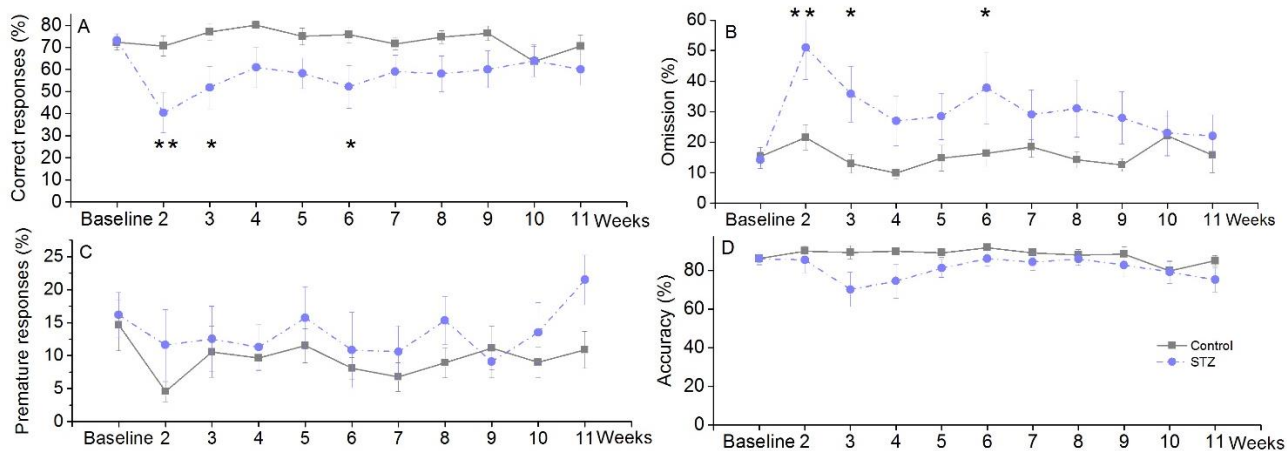 A
Correct responses (%)
90
80
70
60
50
40
30
20
10
0
** * *
Baseline 2 3 4 5 6 7 8 9 10 11 Weeks
** * *
B
Omission (%)
60
50
40
30
20
10
0
Baseline 2 3 4 5 6 7 8 9 10 11 Weeks
C
Premature responses (%)
25
20
15
10
5
0
Baseline 2 3 4 5 6 7 8 9 10 11 Weeks
D
Accuracy (%)
80
60
40
20
0
Control
STZ
Baseline 2 3 4 5 6 7 8 9 10 11 Weeks